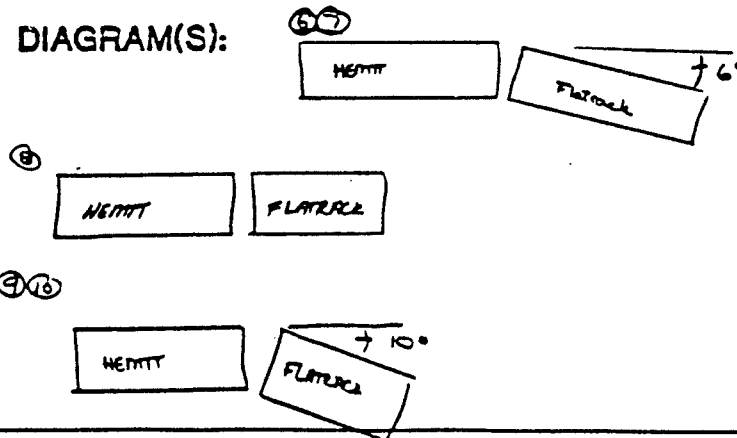 ⑥⑦
DIAGRAM(S):
HEMTT
Flatrack
6°
⑧
HEMTT
FLATRACK
⑨⑩
HEMTT
10°
FLATRACK